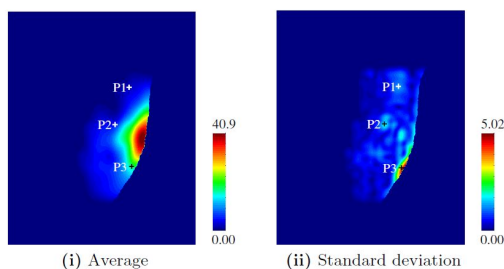 P1
P2
P3
40.9
0.00
(i) Average
P1
P2
P3
5.02
0.00
(ii) Standard deviation